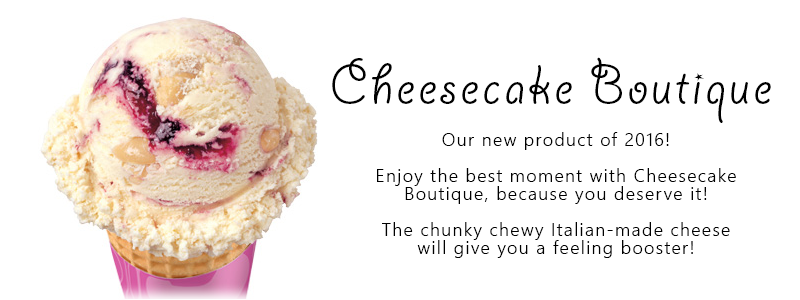 Cheesecake Boutique
Our new product of 2016!
Enjoy the best moment with Cheesecake
Boutique, because you deserve it!
The chunky chewy Italian-made cheese
will give you a feeling booster!